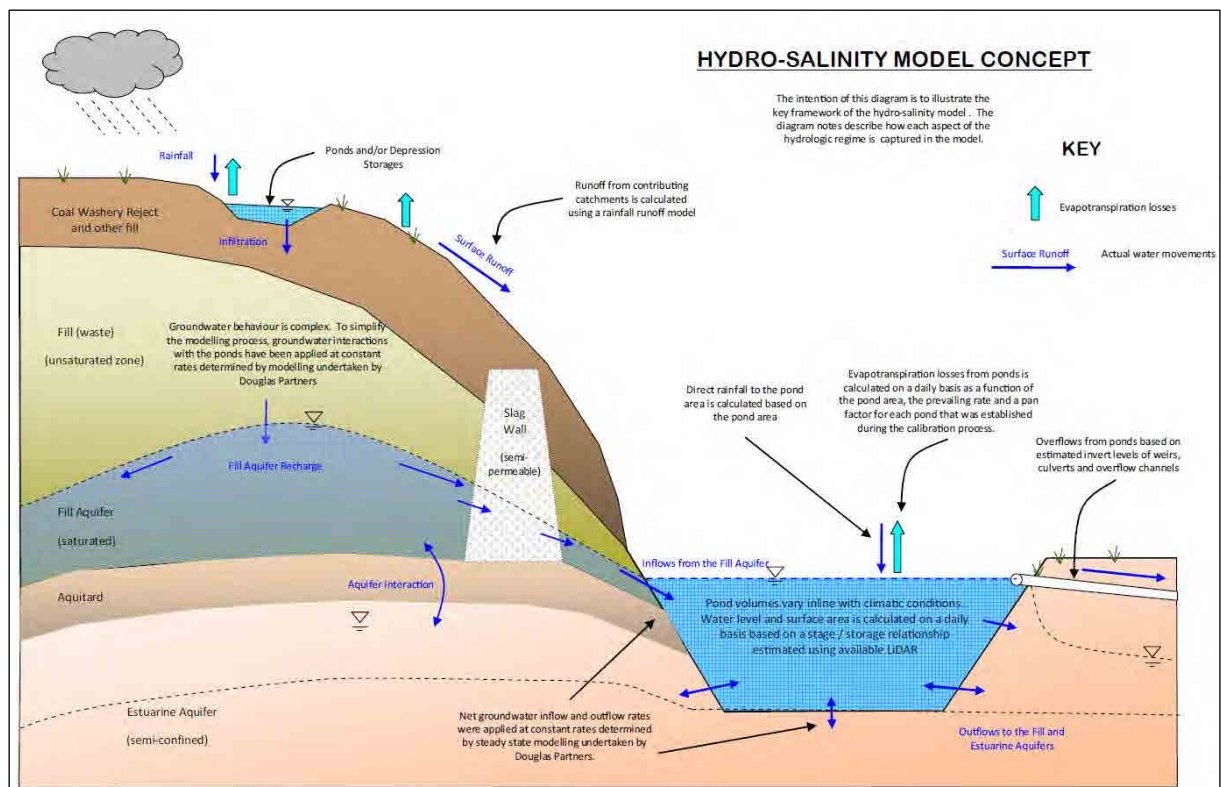 HYDRO-SALINITY MODEL CONCEPT
The intention of this diagram is to illustrate the
key framework of the hydro-salinity model . The
diagram notes describe how each aspect of the
hydrologic regime is captured in the model.
KEY
Evapotranspiration losses
Surface Runoff
Actual water movements
Rainfall
Ponds and/or Depression
Storages
Runoff from contributing
catchments is calculated
using a rainfall runoff model
Coal Washery Reject
and other fill
Infiltration
Surface Runoff
Fill (waste)
(unsaturated zone)
Groundwater behaviour is complex. To simplify
the modelling process, groundwater interactions
with the ponds have been applied at constant
rates determined by modelling undertaken by
Douglas Partners
Slag
Wall
(semi-
permeable)
Direct rainfall to the pond
area is calculated based on
the pond area
Evapotranspiration losses from ponds is
calculated on a daily basis as a function of
the pond area, the prevailing rate and a pan
factor for each pond that was established
during the calibration process.
Overflows from ponds based on
estimated invert levels of weirs,
culverts and overflow channels
Fill Aquifer Recharge
Fill Aquifer
(saturated)
Inflows from the Fill Aquifer
Aquifer Interaction
Aquitard
Pond volumes vary inline with climatic conditions.
Water level and surface area is calculated on a daily
basis based on a stage / storage relationship
estimated using available LiDAR
Estuarine Aquifer
(semi-confined)
Net groundwater inflow and outflow rates
were applied at constant rates determined
by steady state modelling undertaken by
Douglas Partners.
Outflows to the Fill and
Estuarine Aquifers